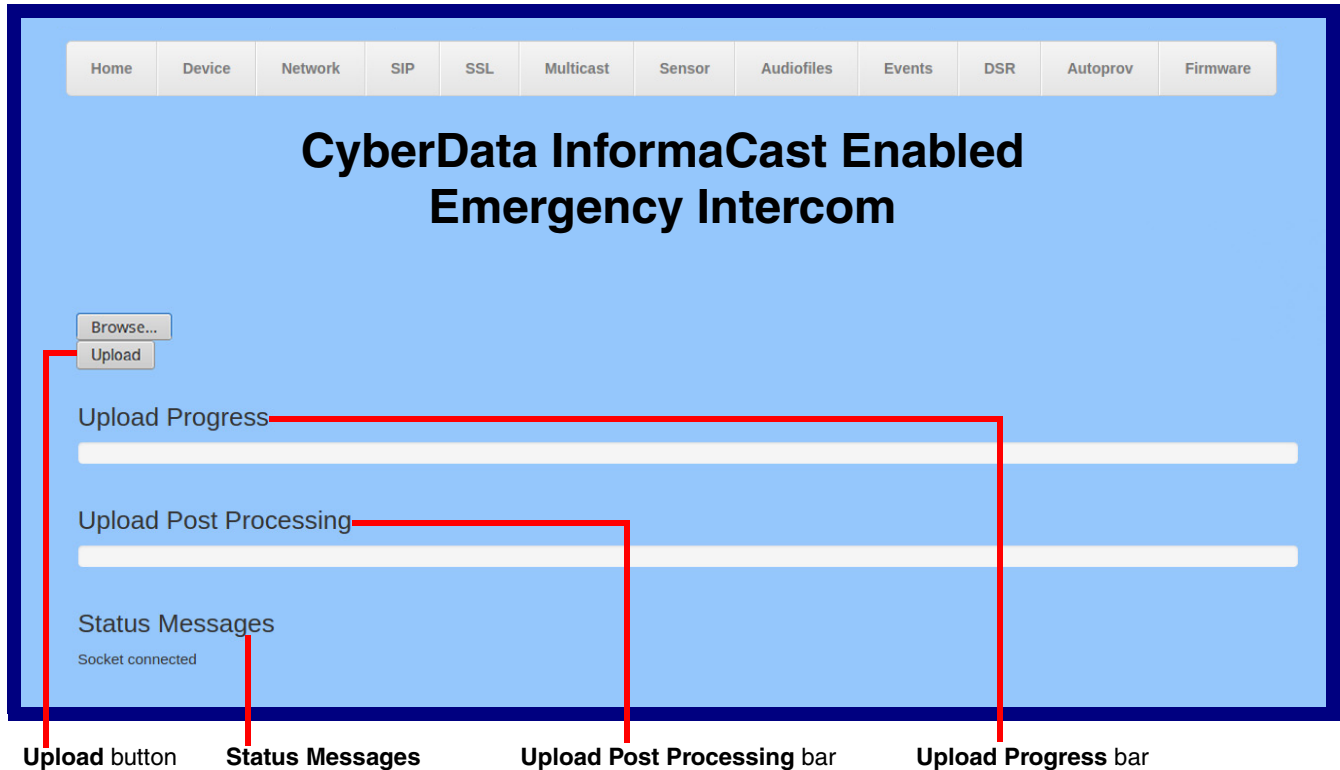 Home Device Network SIP SSL Multicast Sensor Audiofiles Events DSR Autoprov Firmware
CyberData InformaCast Enabled
Emergency Intercom
Browse...
Upload
Upload Progress
Upload Post Processing
Status Messages
Socket connected
Upload button Status Messages Upload Post Processing bar Upload Progress bar